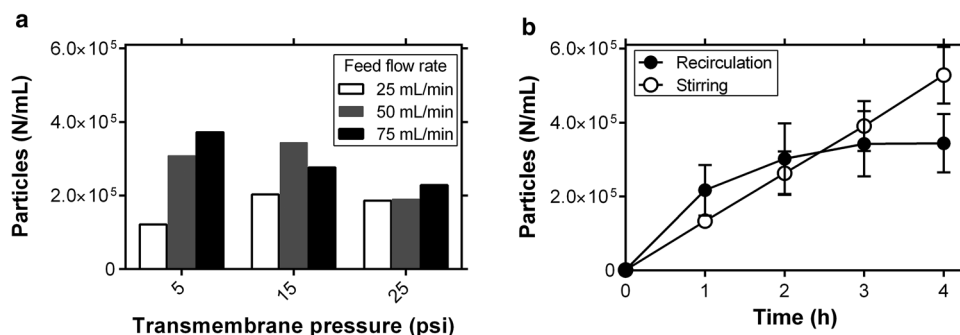 a
6.0×10⁵
4.0×10⁵
2.0×10⁵
0
Particles (N/mL)
Feed flow rate
25 mL/min
50 mL/min
75 mL/min
5
15
25
Transmembrane pressure (psi)
b
6.0×10⁵
4.0×10⁵
2.0×10⁵
0
Particles (N/mL)
Recirculation
Stirring
0 1 2 3 4
Time (h)